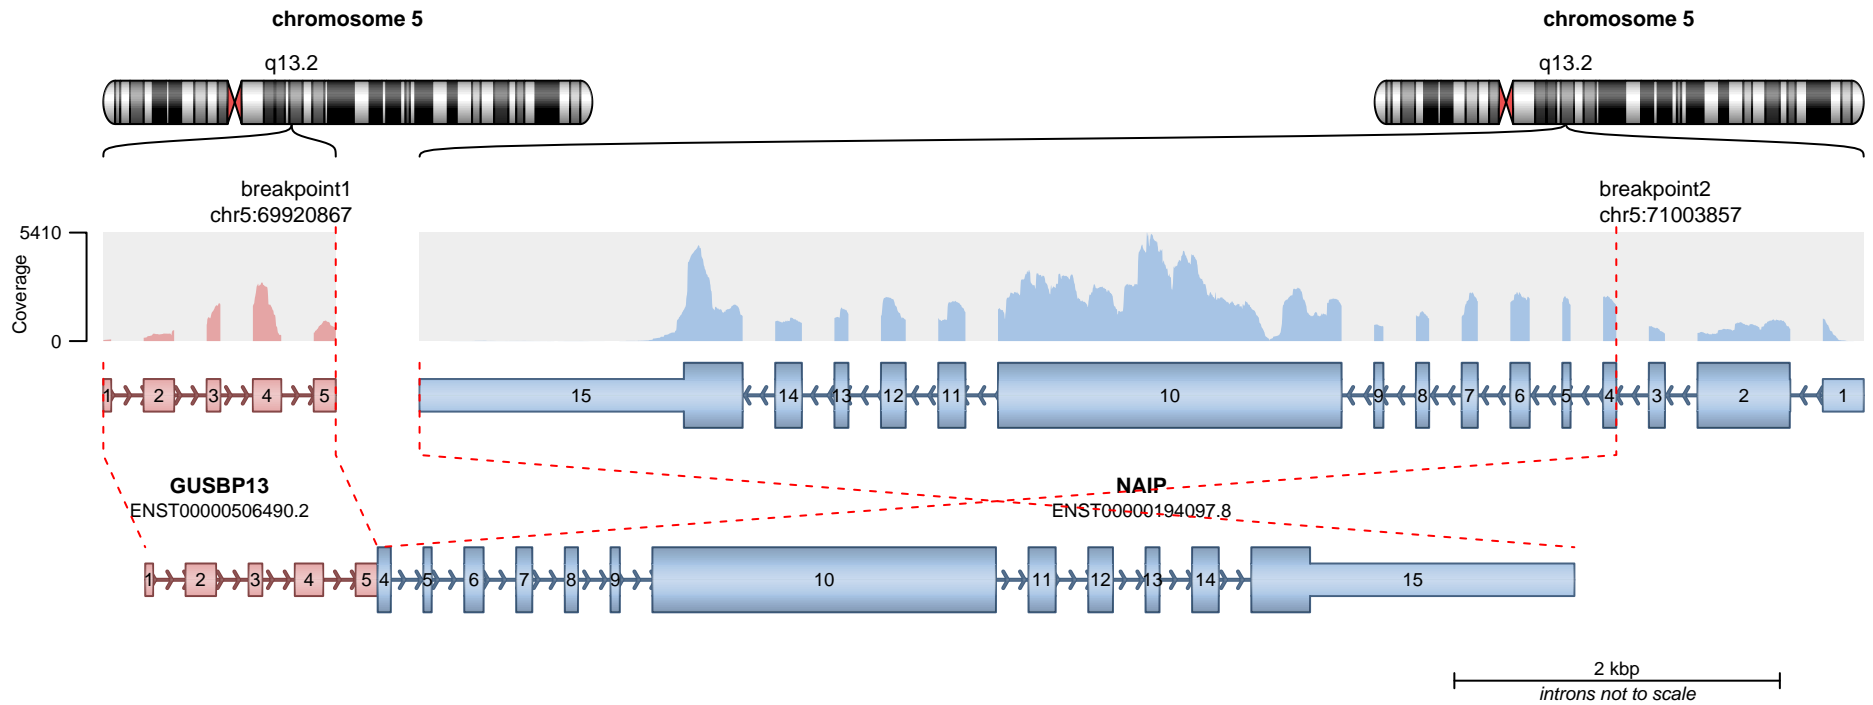 chromosome 5
chromosome 5
q13.2
q13.2
breakpoint1
chr5:69920867
breakpoint2
chr5:71003857
5410
0
Coverage
1 2 3 4 5
15 14 13 12 11 10 9 8 7 6 5 4 3 2 1
GUSBP13
ENST00000506490.2
NAIP
ENST00000194097.8
1 2 3 4 5 4 5 6 7 8 9 10 11 12 13 14 15
2 kbp
introns not to scale